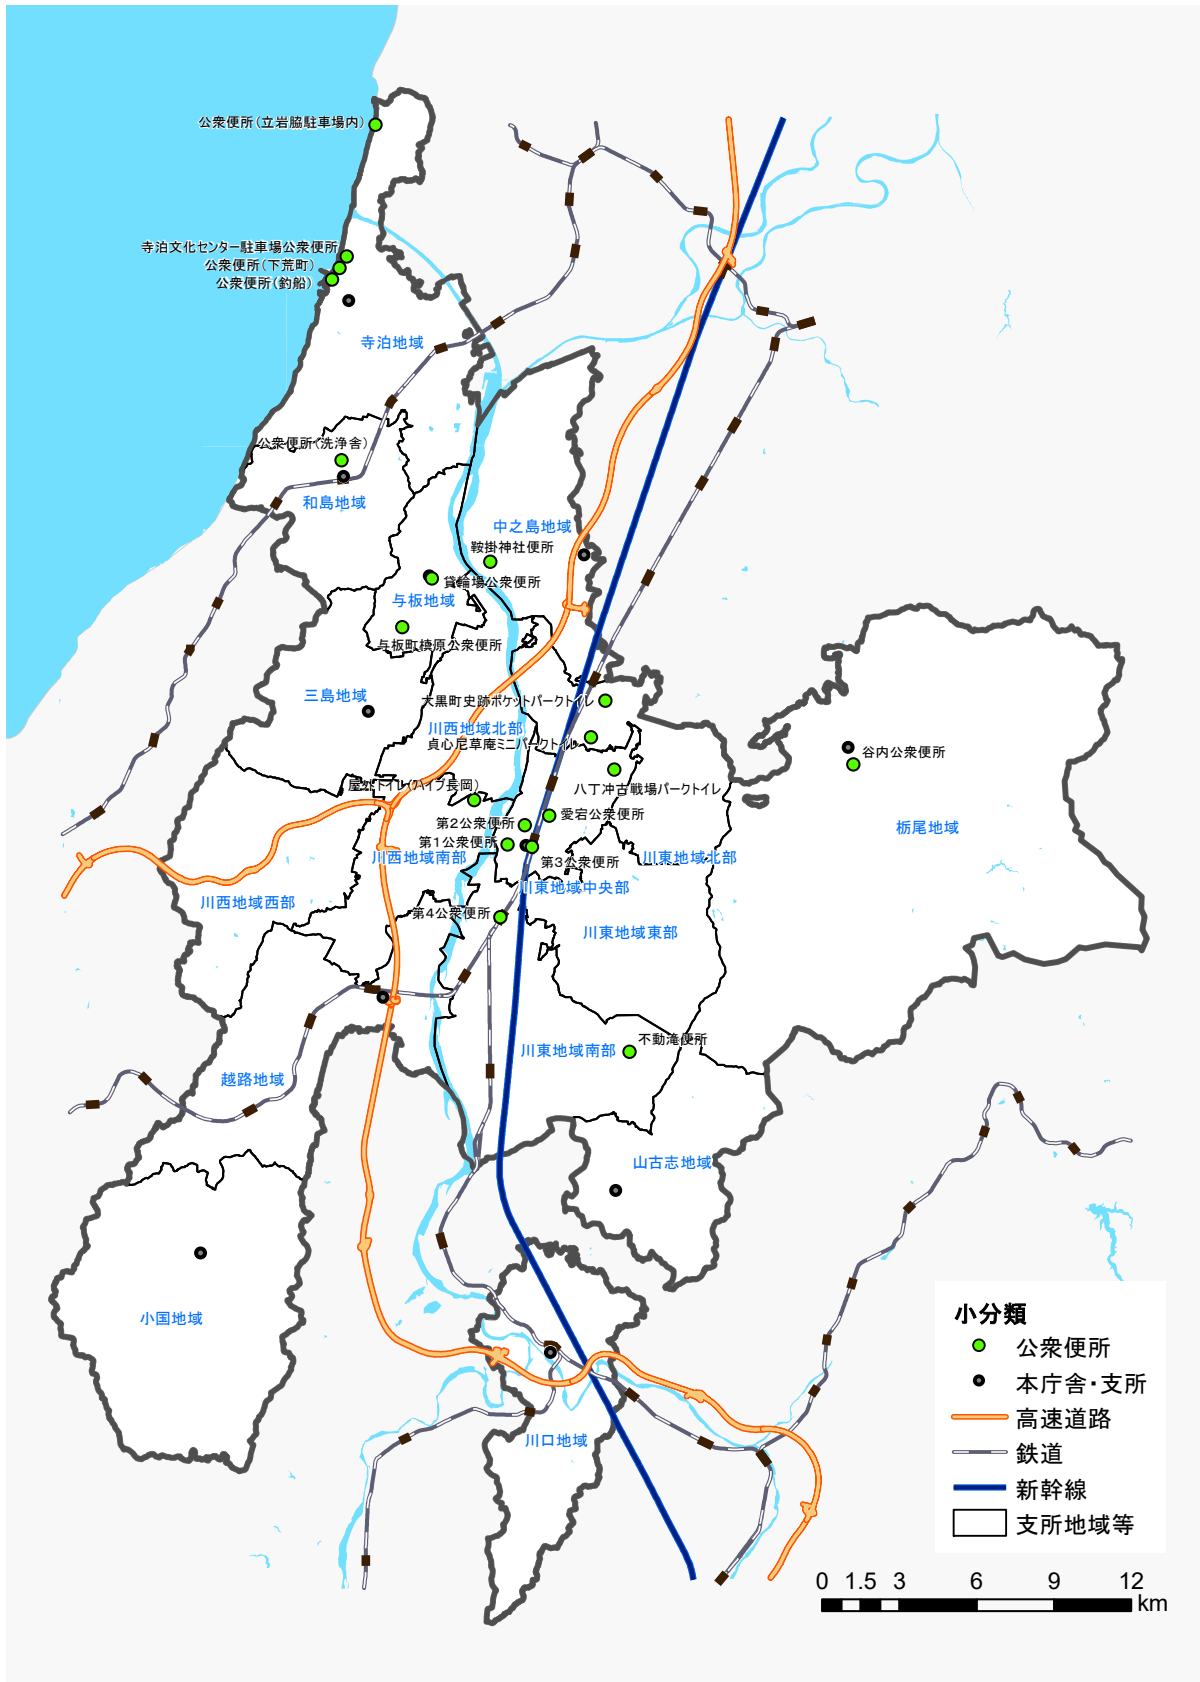 公衆便所(立岩脇駐車場内)
寺泊文化センター駐車場公衆便所
公衆便所(下荒町)
公衆便所(釣船)
寺泊地域
公衆便所(洗浄舎)
和島地域
中之島地域
鞍掛神社便所
貸輪場公衆便所
与板地域
与板町槙原公衆便所
三島地域
大黒町史跡ポケットパークトイレ
川西地域北部
貞心尼草庵ミニパークトイレ
谷内公衆便所
屋外トイレ(ハイブ長岡)
八丁沖古戦場パークトイレ
愛宕公衆便所
第2公衆便所
栃尾地域
第1公衆便所
川西地域南部
第3公衆便所
川東地域北部
川東地域中央部
川西地域西部
第4公衆便所
川東地域東部
不動滝便所
川東地域南部
越路地域
山古志地域
小国地域
川口地域
小分類
公衆便所
本庁舎・支所
高速道路
鉄道
新幹線
支所地域等
0 1.5 3 6 9 12
km